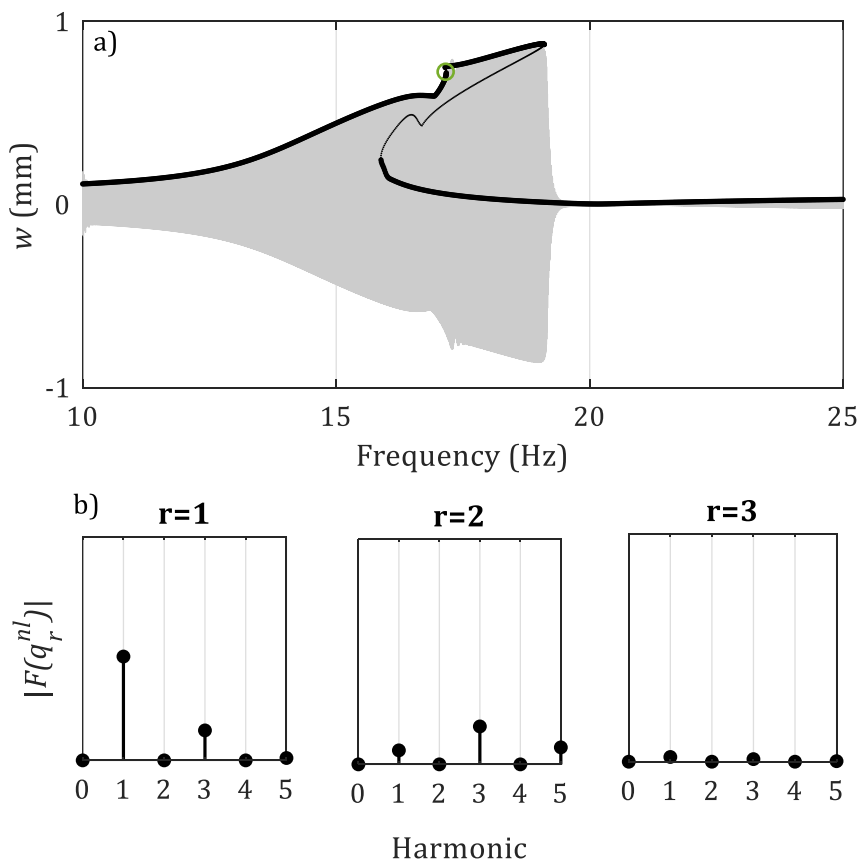 a)
1
0
-1
w (mm)
10 15 20 25
Frequency (Hz)
b)
r=1 r=2 r=3
|F(q_r^{nl})|
0 1 2 3 4 5 0 1 2 3 4 5 0 1 2 3 4 5
Harmonic